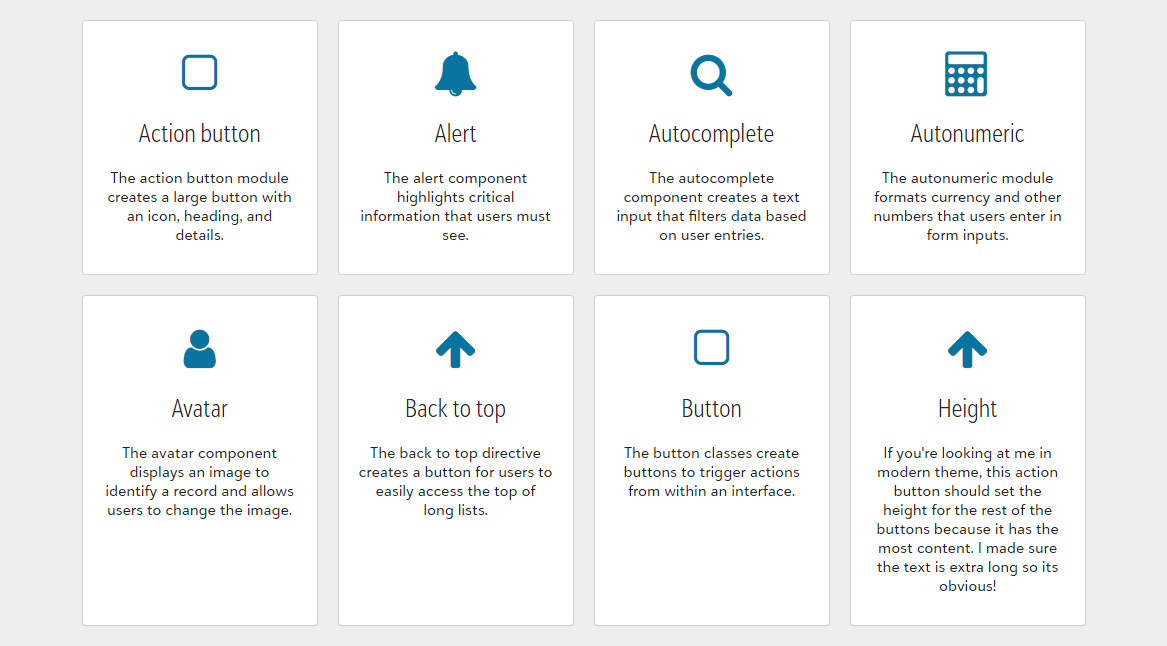 Action button
The action button module
creates a large button with
an icon, heading, and
details.
Alert
The alert component
highlights critical
information that users must
see.
Autocomplete
The autocomplete
component creates a text
input that filters data based
on user entries.
Autonumeric
The autonumeric module
formats currency and other
numbers that users enter in
form inputs.
Avatar
The avatar component
displays an image to
identify a record and allows
users to change the image.
Back to top
The back to top directive
creates a button for users to
easily access the top of
long lists.
Button
The button classes create
buttons to trigger actions
from within an interface.
Height
If you're looking at me in
modern theme, this action
button should set the
height for the rest of the
buttons because it has the
most content. I made sure
the text is extra long so its
obvious!